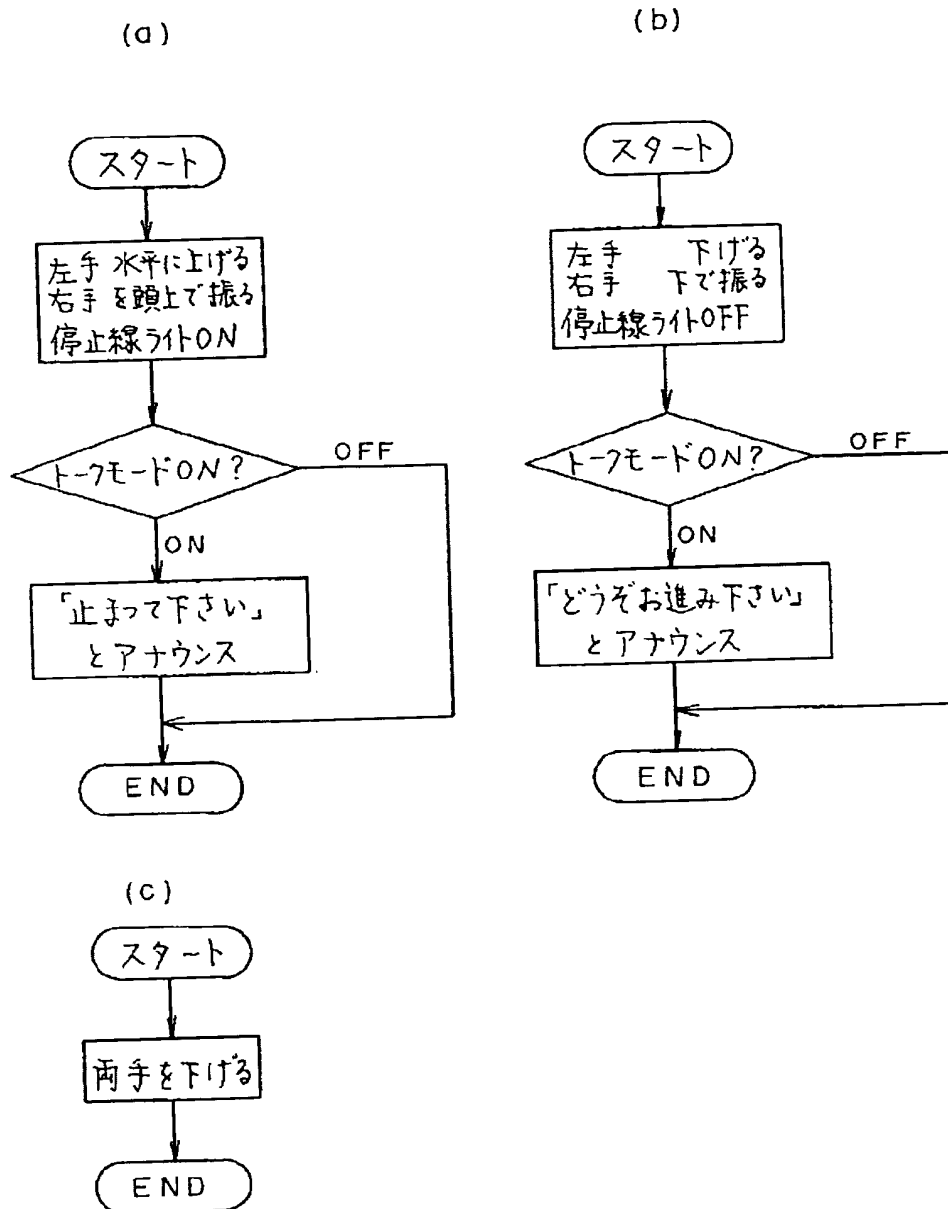 (a)
スタート
左手 水平に上げる
右手 を頭上で振る
停止線ライトON
トークモードON?
OFF
ON
「止まって下さい」
とアナウンス
END
(b)
スタート
左手 下げる
右手 下で振る
停止線ライトOFF
トークモードON?
OFF
ON
「どうぞお進み下さい」
とアナウンス
END
(c)
スタート
両手を下げる
END